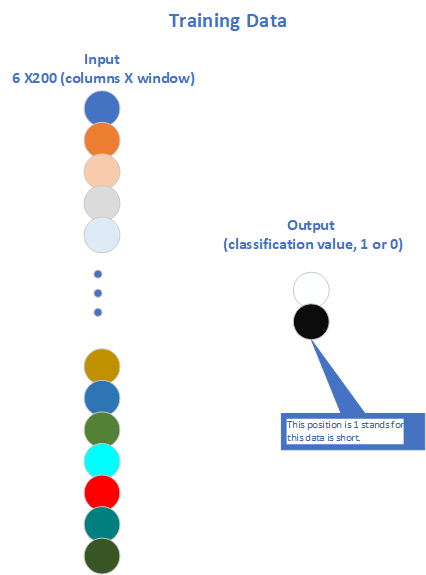 Training Data
Input
6 X200 (columns X window)
Output
(classification value, 1 or 0)
This position is 1 stands for
this data is short.